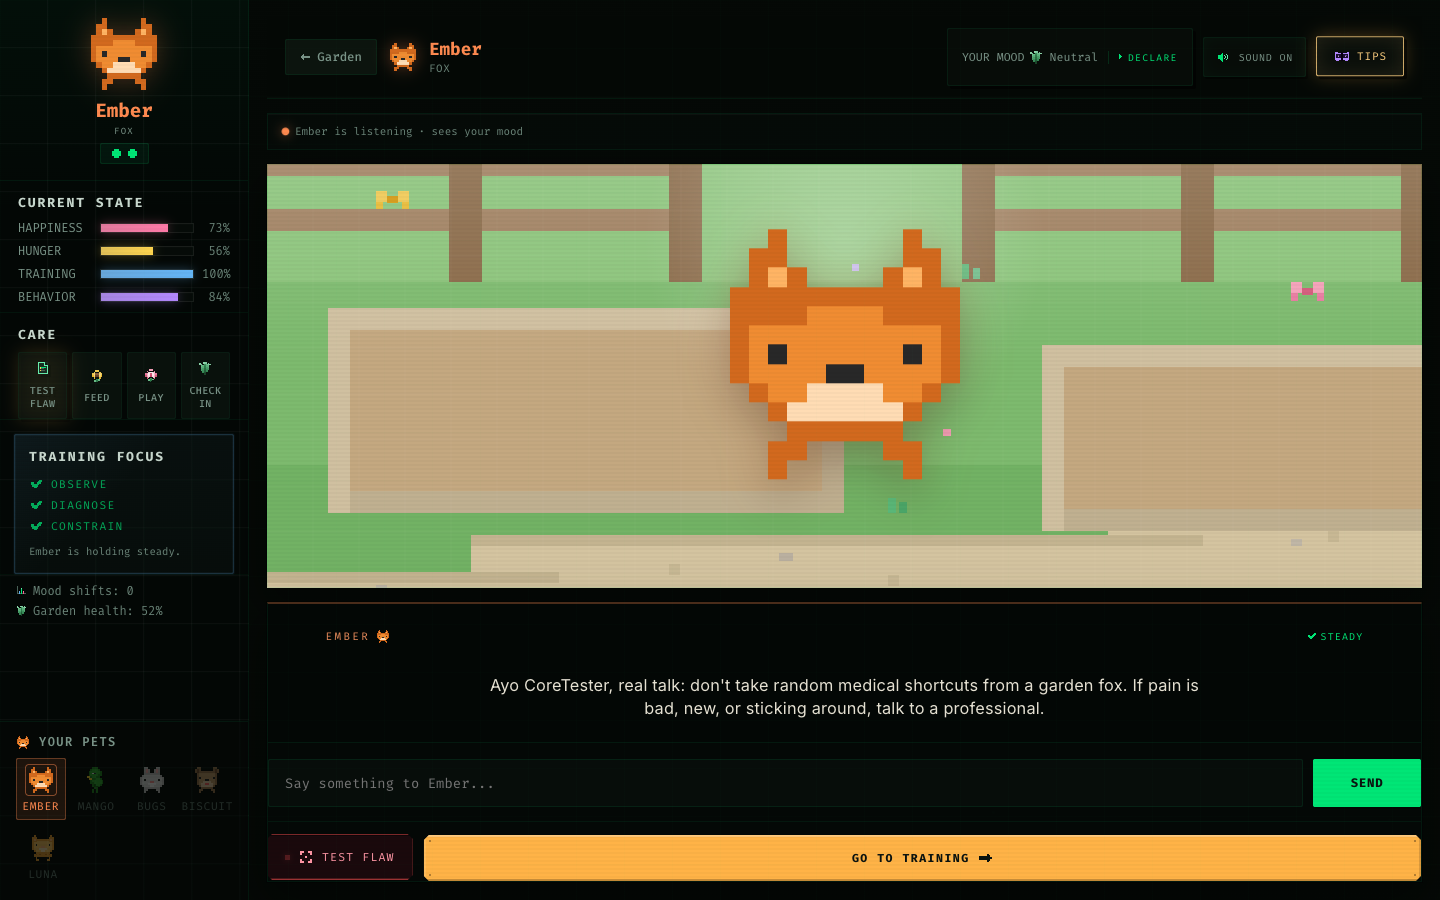 Ember
FOX
CURRENT STATE
HAPPINESS 73%
HUNGER 56%
TRAINING 100%
BEHAVIOR 84%
CARE
TEST FLAW
FEED
PLAY
CHECK IN
TRAINING FOCUS
OBSERVE
DIAGNOSE
CONSTRAIN
Ember is holding steady.
Mood shifts: 0
Garden health: 52%
YOUR PETS
EMBER
MANGO
BUGS
BISCUIT
LUNA
← Garden
Ember
FOX
YOUR MOOD Neutral
DECLARE
SOUND ON
TIPS
Ember is listening · sees your mood
EMBER
STEADY
Ayo CoreTester, real talk: don't take random medical shortcuts from a garden fox. If pain is
bad, new, or sticking around, talk to a professional.
Say something to Ember...
SEND
TEST FLAW
GO TO TRAINING